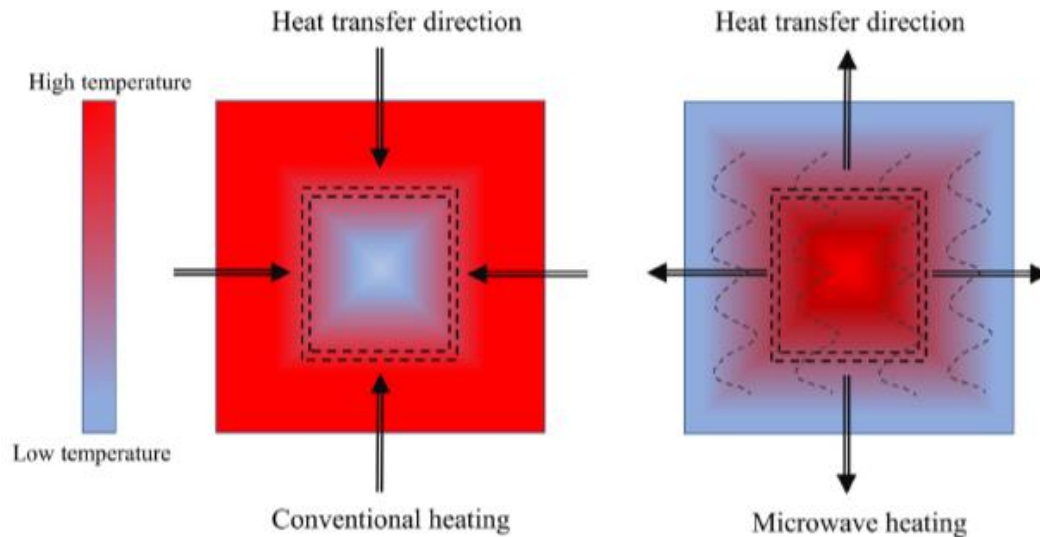 Heat transfer direction
Heat transfer direction
High temperature
Low temperature
Conventional heating
Microwave heating